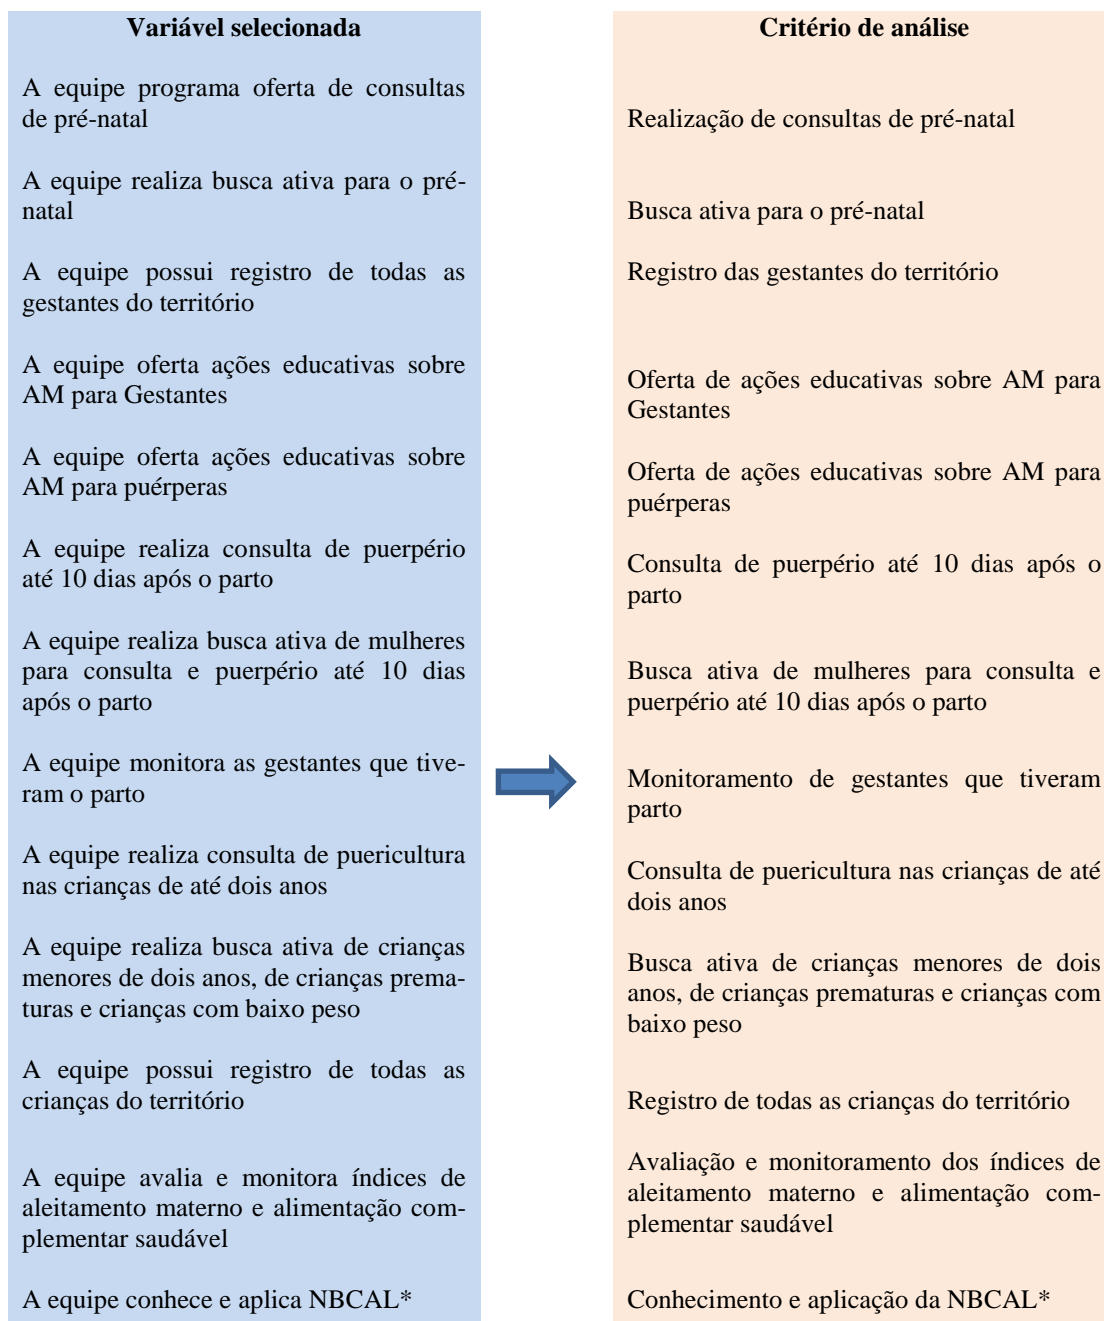 Variável selecionada
A equipe programa oferta de consultas
de pré-natal
A equipe realiza busca ativa para o pré-
natal
A equipe possui registro de todas as
gestantes do território
A equipe oferta ações educativas sobre
AM para Gestantes
A equipe oferta ações educativas sobre
AM para puérperas
A equipe realiza consulta de puerpério
até 10 dias após o parto
A equipe realiza busca ativa de mulheres
para consulta e puerpério até 10 dias
após o parto
A equipe monitora as gestantes que tive-
ram o parto
A equipe realiza consulta de puericultura
nas crianças de até dois anos
A equipe realiza busca ativa de crianças
menores de dois anos, de crianças prema-
turas e crianças com baixo peso
A equipe possui registro de todas as
crianças do território
A equipe avalia e monitora índices de
aleitamento materno e alimentação com-
plementar saudável
A equipe conhece e aplica NBCAL*
Critério de análise
Realização de consultas de pré-natal
Busca ativa para o pré-natal
Registro das gestantes do território
Oferta de ações educativas sobre AM para
Gestantes
Oferta de ações educativas sobre AM para
puérperas
Consulta de puerpério até 10 dias após o
parto
Busca ativa de mulheres para consulta e
puerpério até 10 dias após o parto
Monitoramento de gestantes que tiveram
parto
Consulta de puericultura nas crianças de até
dois anos
Busca ativa de crianças menores de dois
anos, de crianças prematuras e crianças com
baixo peso
Registro de todas as crianças do território
Avaliação e monitoramento dos índices de
aleitamento materno e alimentação com-
plementar saudável
Conhecimento e aplicação da NBCAL*